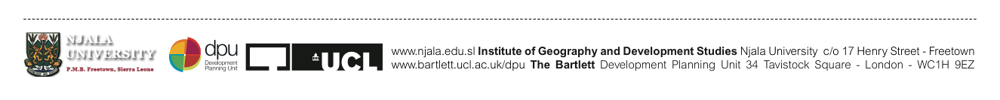 NJALA
UNIVERSITY
P.M.B. Freetown, Sierra Leone
dpu
Development
Planning Unit
UCL
www.njala.edu.sl Institute of Geography and Development Studies Njala University c/o 17 Henry Street - Freetown
www.bartlett.ucl.ac.uk/dpu The Bartlett Development Planning Unit 34 Tavistock Square - London - WC1H 9EZ